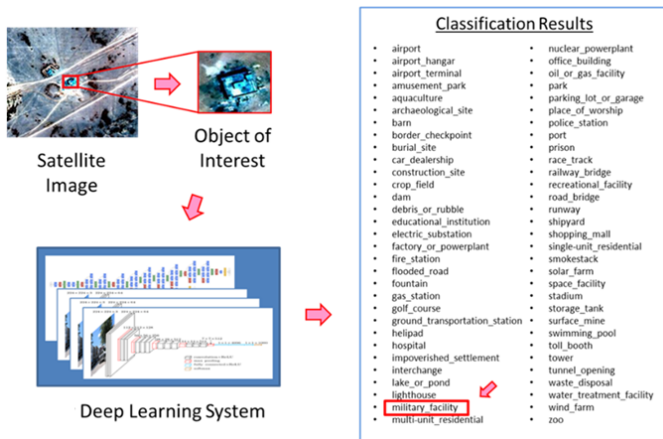 Satellite
Image
Object of
Interest
Deep Learning System
Classification Results
• airport
• airport_hangar
• airport_terminal
• amusement_park
• aquaculture
• archaeological_site
• barn
• border_checkpoint
• burial_site
• car_dealership
• construction_site
• crop_field
• dam
• debris_or_rubble
• educational_institution
• electric_substation
• factory_or_powerplant
• fire_station
• flooded_road
• fountain
• gas_station
• golf_course
• ground_transportation_station
• helipad
• hospital
• impoverished_settlement
• interchange
• lake_or_pond
• lighthouse
• military_facility
• multi-unit_residential
• nuclear_powerplant
• office_building
• oil_or_gas_facility
• park
• parking_lot_or_garage
• place_of_worship
• police_station
• port
• prison
• race_track
• railway_bridge
• recreational_facility
• road_bridge
• runway
• shipyard
• shopping_mall
• single-unit_residential
• smokestack
• solar_farm
• space_facility
• stadium
• storage_tank
• surface_mine
• swimming_pool
• toll_booth
• tower
• tunnel_opening
• waste_disposal
• water_treatment_facility
• wind_farm
• zoo